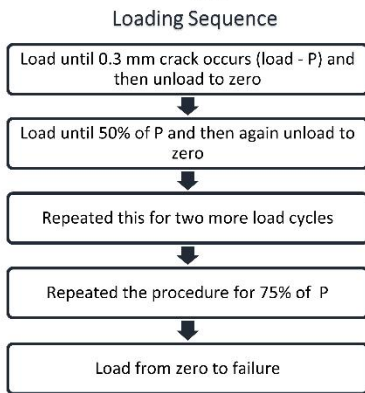 Loading Sequence
Load until 0.3 mm crack occurs (load - P) and
then unload to zero
Load until 50% of P and then again unload to
zero
Repeated this for two more load cycles
Repeated the procedure for 75% of P
Load from zero to failure